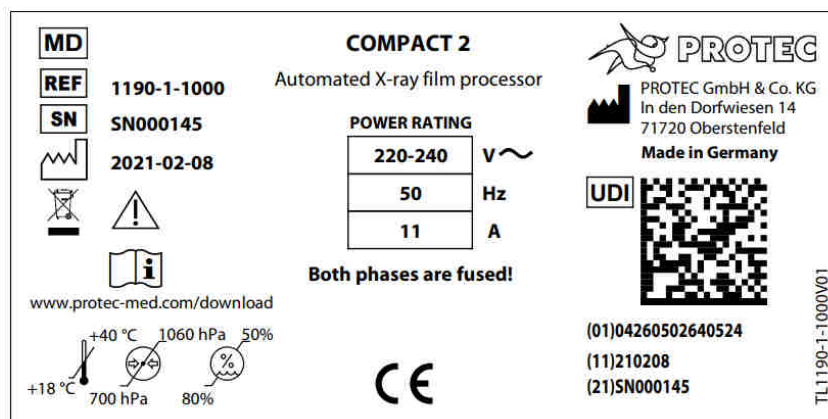 MD
REF 1190-1-1000
SN SN000145
2021-02-08
www.protec-med.com/download
+40 °C
+18 °C
1060 hPa
700 hPa
50%
%
80%
COMPACT 2
Automated X-ray film processor
POWER RATING
220-240 V
50 Hz
11 A
Both phases are fused!
CE
PROTEC
PROTEC GmbH & Co. KG
In den Dorfwiesen 14
71720 Oberstenfeld
Made in Germany
UDI
(01)04260502640524
(11)210208
(21)SN000145
TL1190-1-1000V01